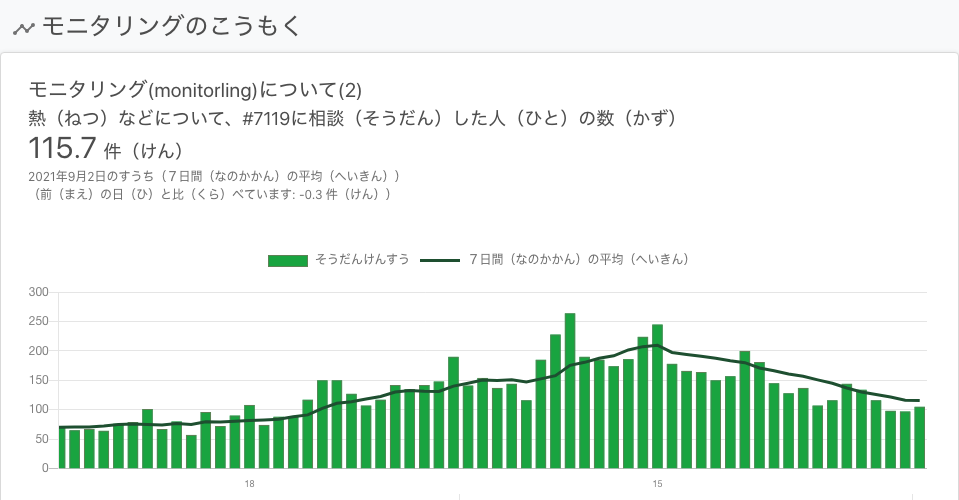 モニタリングのこうもく
モニタリング(monitorling)について(2)
熱（ねつ）などについて、#7119に相談（そうだん）した人（ひと）の数（かず）
115.7 件（けん）
2021年9月2日のすうち（７日間（なのかかん）の平均（へいきん））
（前（まえ）の日（ひ）と比（くら）べています: -0.3 件（けん））
そうだんけんすう ７日間（なのかかん）の平均（へいきん）
300
250
200
150
100
50
0
18 15